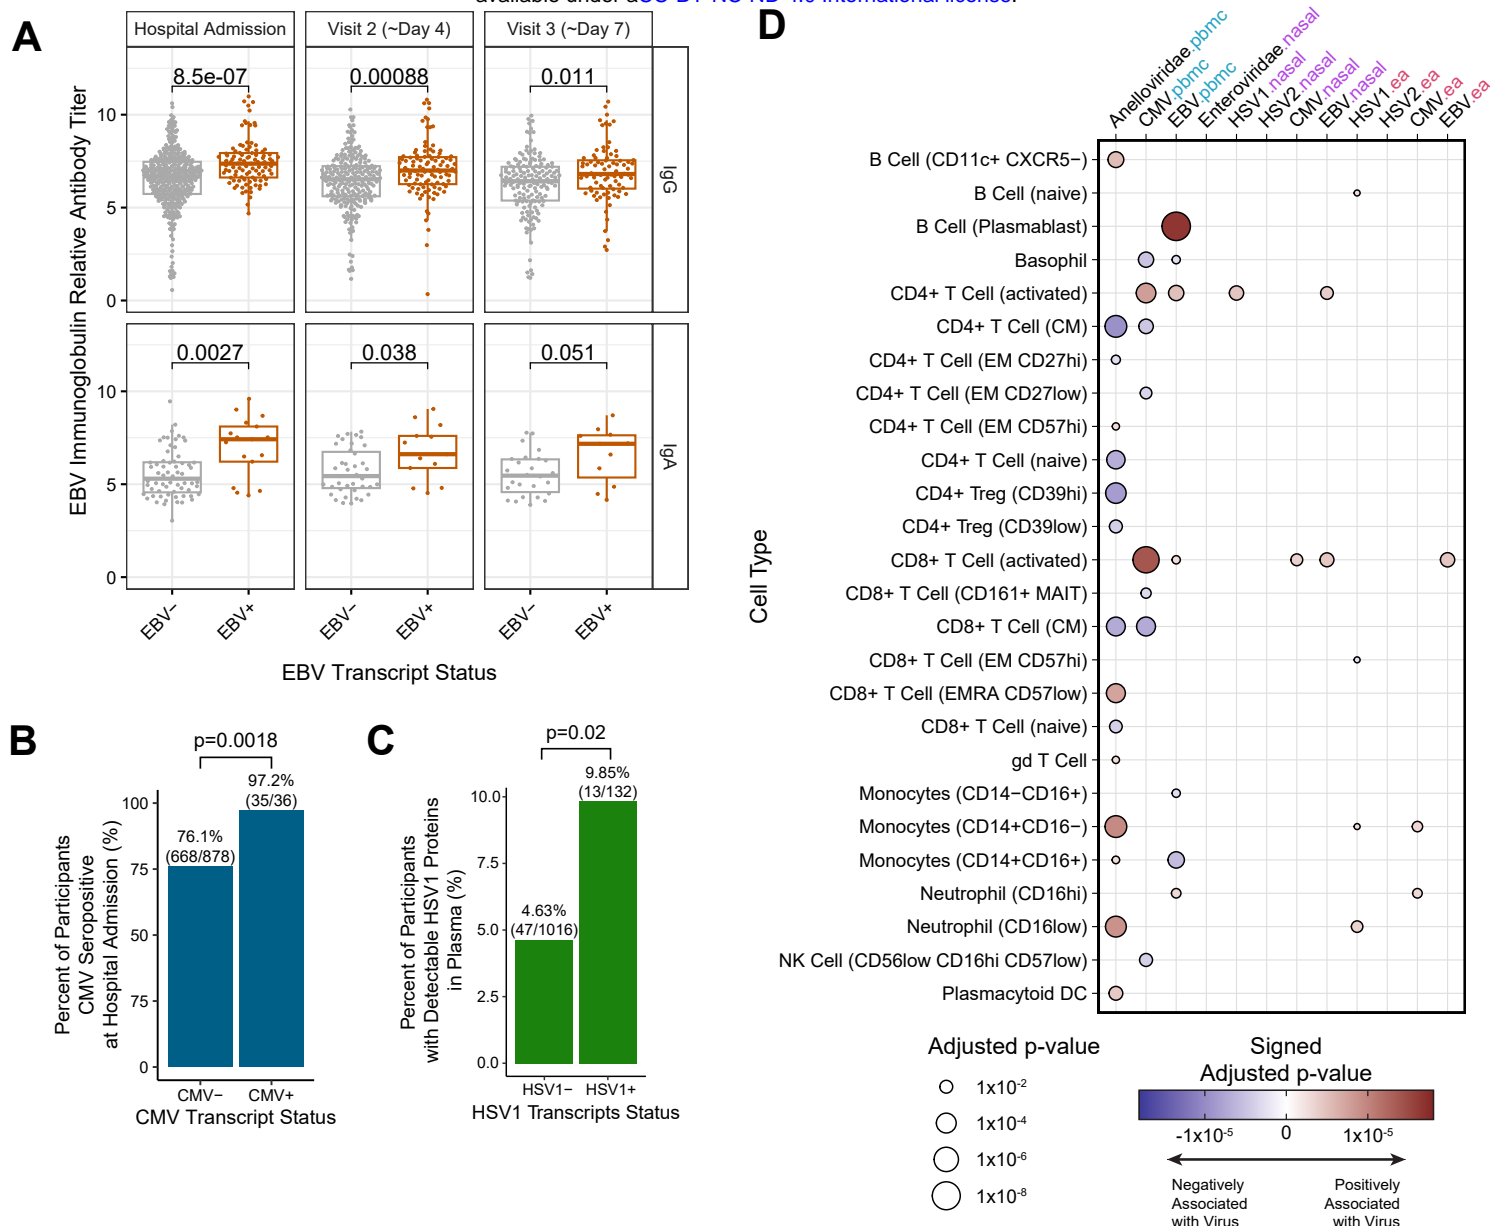 A
Hospital Admission
Visit 2 (~Day 4)
Visit 3 (~Day 7)
8.5e-07
0.00088
0.011
IgG
10
5
0
0.0027
0.038
0.051
IgA
10
5
0
EBV Immunoglobulin Relative Antibody Titer
EBV−
EBV+
EBV−
EBV+
EBV−
EBV+
EBV Transcript Status
B
p=0.0018
97.2%
(35/36)
76.1%
(668/878)
100
75
50
75
0
Percent of Participants
CMV Seropositive
at Hospital Admission (%)
CMV−
CMV+
CMV Transcript Status
C
p=0.02
9.85%
(13/132)
4.63%
(47/1016)
10.0
7.5
5.0
2.5
0.0
Percent of Participants
with Detectable HSV1 Proteins
in Plasma (%)
HSV1−
HSV1+
HSV1 Transcripts Status
D
Anelloviridae.pbmc
CMV.pbmc
EBV.pbmc
Enteroviridae.nasal
HSV1.nasal
HSV2.nasal
CMV.nasal
EBV.nasal
HSV1.ea
HSV2.ea
CMV.ea
EBV.ea
Cell Type
B Cell (CD11c+ CXCR5−)
B Cell (naive)
B Cell (Plasmablast)
Basophil
CD4+ T Cell (activated)
CD4+ T Cell (CM)
CD4+ T Cell (EM CD27hi)
CD4+ T Cell (EM CD27low)
CD4+ T Cell (EM CD57hi)
CD4+ T Cell (naive)
CD4+ Treg (CD39hi)
CD4+ Treg (CD39low)
CD8+ T Cell (activated)
CD8+ T Cell (CD161+ MAIT)
CD8+ T Cell (CM)
CD8+ T Cell (EM CD57hi)
CD8+ T Cell (EMRA CD57low)
CD8+ T Cell (naive)
gd T Cell
Monocytes (CD14−CD16+)
Monocytes (CD14+CD16−)
Monocytes (CD14+CD16+)
Neutrophil (CD16hi)
Neutrophil (CD16low)
NK Cell (CD56low CD16hi CD57low)
Plasmacytoid DC
Adjusted p-value
1x10-2
1x10-4
1x10-6
1x10-8
Signed
Adjusted p-value
-1x10-5
0
1x10-5
Negatively
Associated
with Virus
Positively
Associated
with Virus